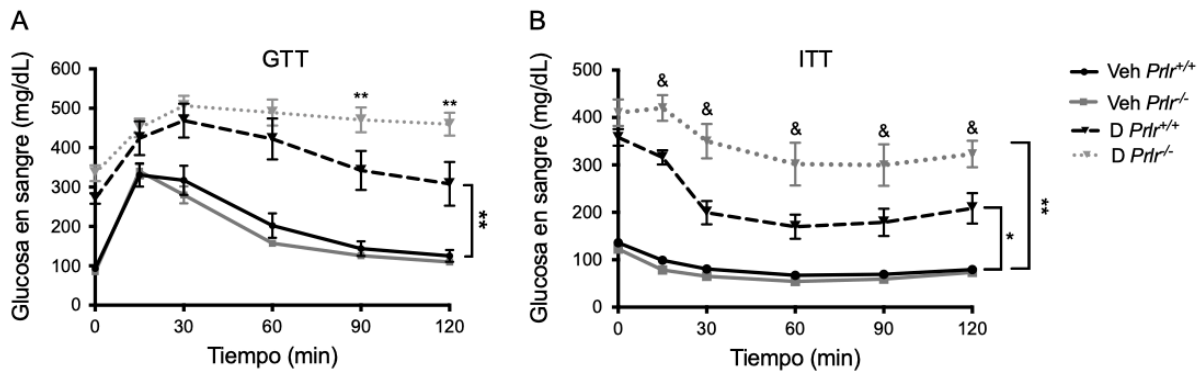 A
GTT
Glucosa en sangre (mg/dL)
600
500
400
300
200
100
0
** **
**
0 30 60 90 120
Tiempo (min)
B
ITT
Glucosa en sangre (mg/dL)
500
400
300
200
100
0
& & & & & &
*
**
0 30 60 90 120
Tiempo (min)
Veh Prlr+/+
Veh Prlr/-
D Prlr+/+
D Prlr/-